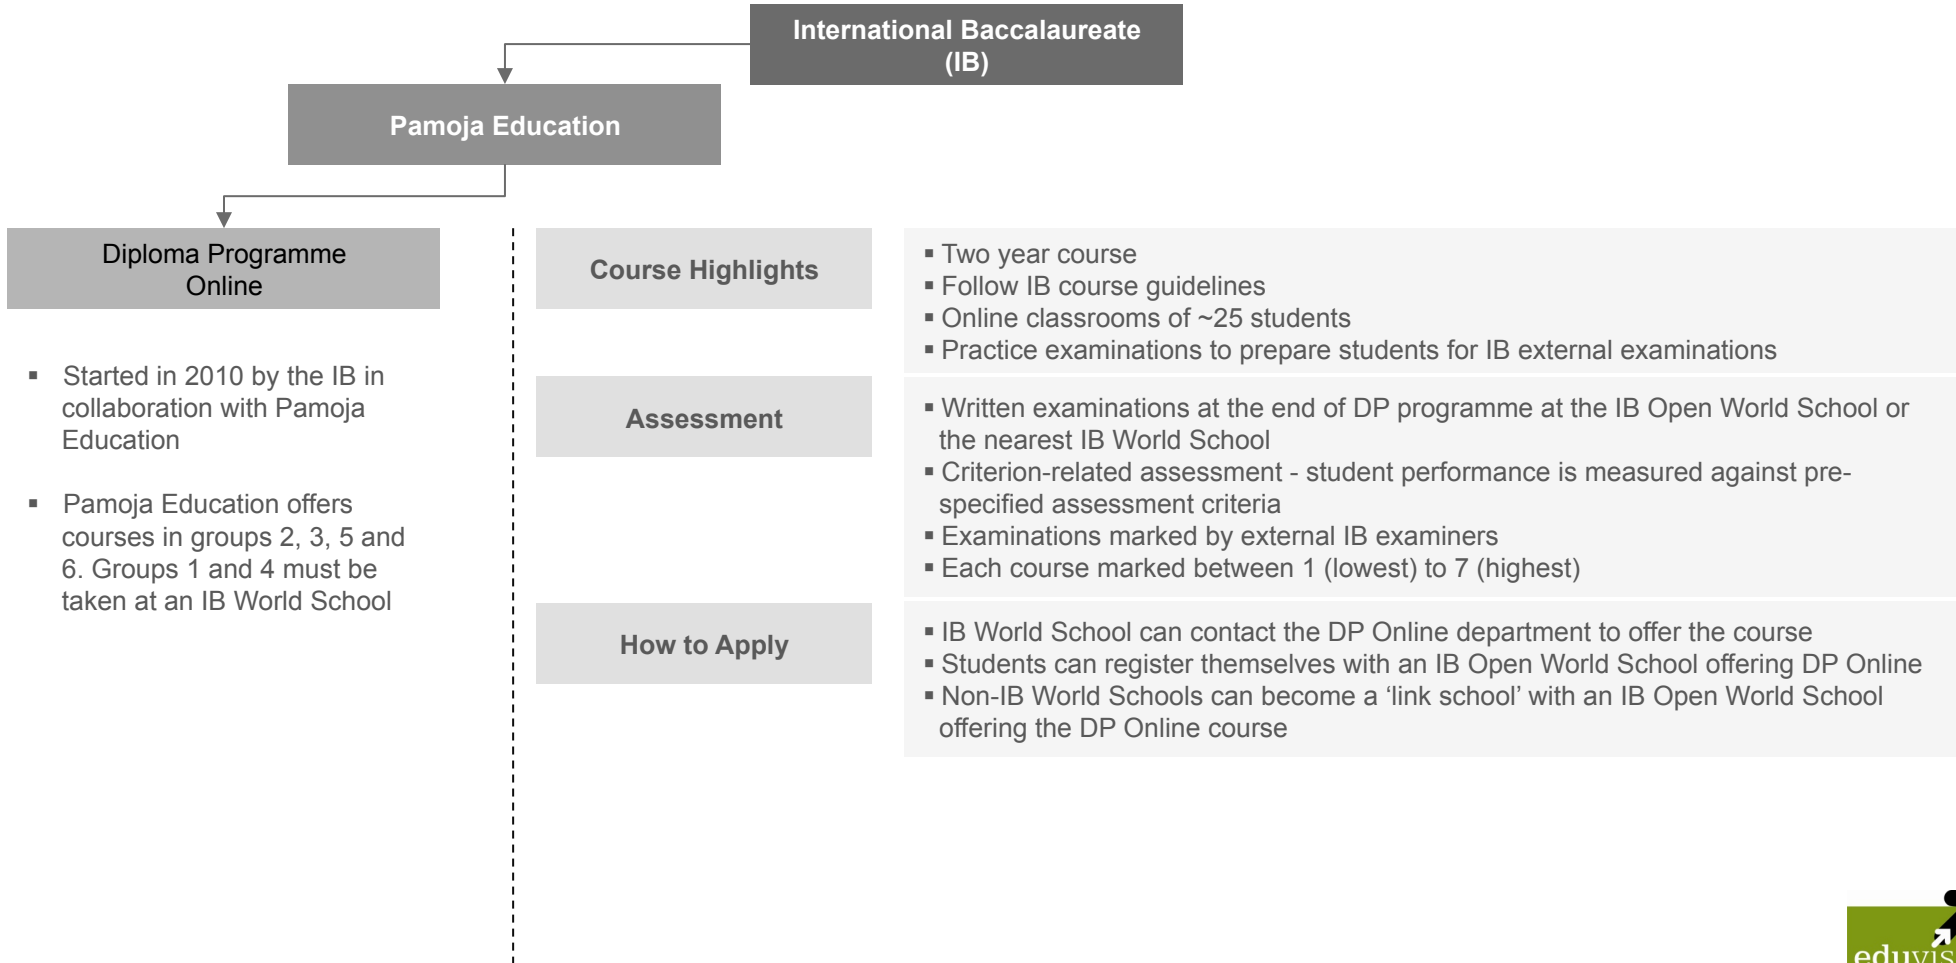 International Baccalaureate
(IB)
Pamoja Education
Diploma Programme
Online
▪ Started in 2010 by the IB in
collaboration with Pamoja
Education
▪ Pamoja Education offers
courses in groups 2, 3, 5 and
6. Groups 1 and 4 must be
taken at an IB World School
Course Highlights
▪ Two year course
▪ Follow IB course guidelines
▪ Online classrooms of ~25 students
▪ Practice examinations to prepare students for IB external examinations
Assessment
▪ Written examinations at the end of DP programme at the IB Open World School or
the nearest IB World School
▪ Criterion-related assessment - student performance is measured against pre-
specified assessment criteria
▪ Examinations marked by external IB examiners
▪ Each course marked between 1 (lowest) to 7 (highest)
How to Apply
▪ IB World School can contact the DP Online department to offer the course
▪ Students can register themselves with an IB Open World School offering DP Online
▪ Non-IB World Schools can become a ‘link school’ with an IB Open World School
offering the DP Online course